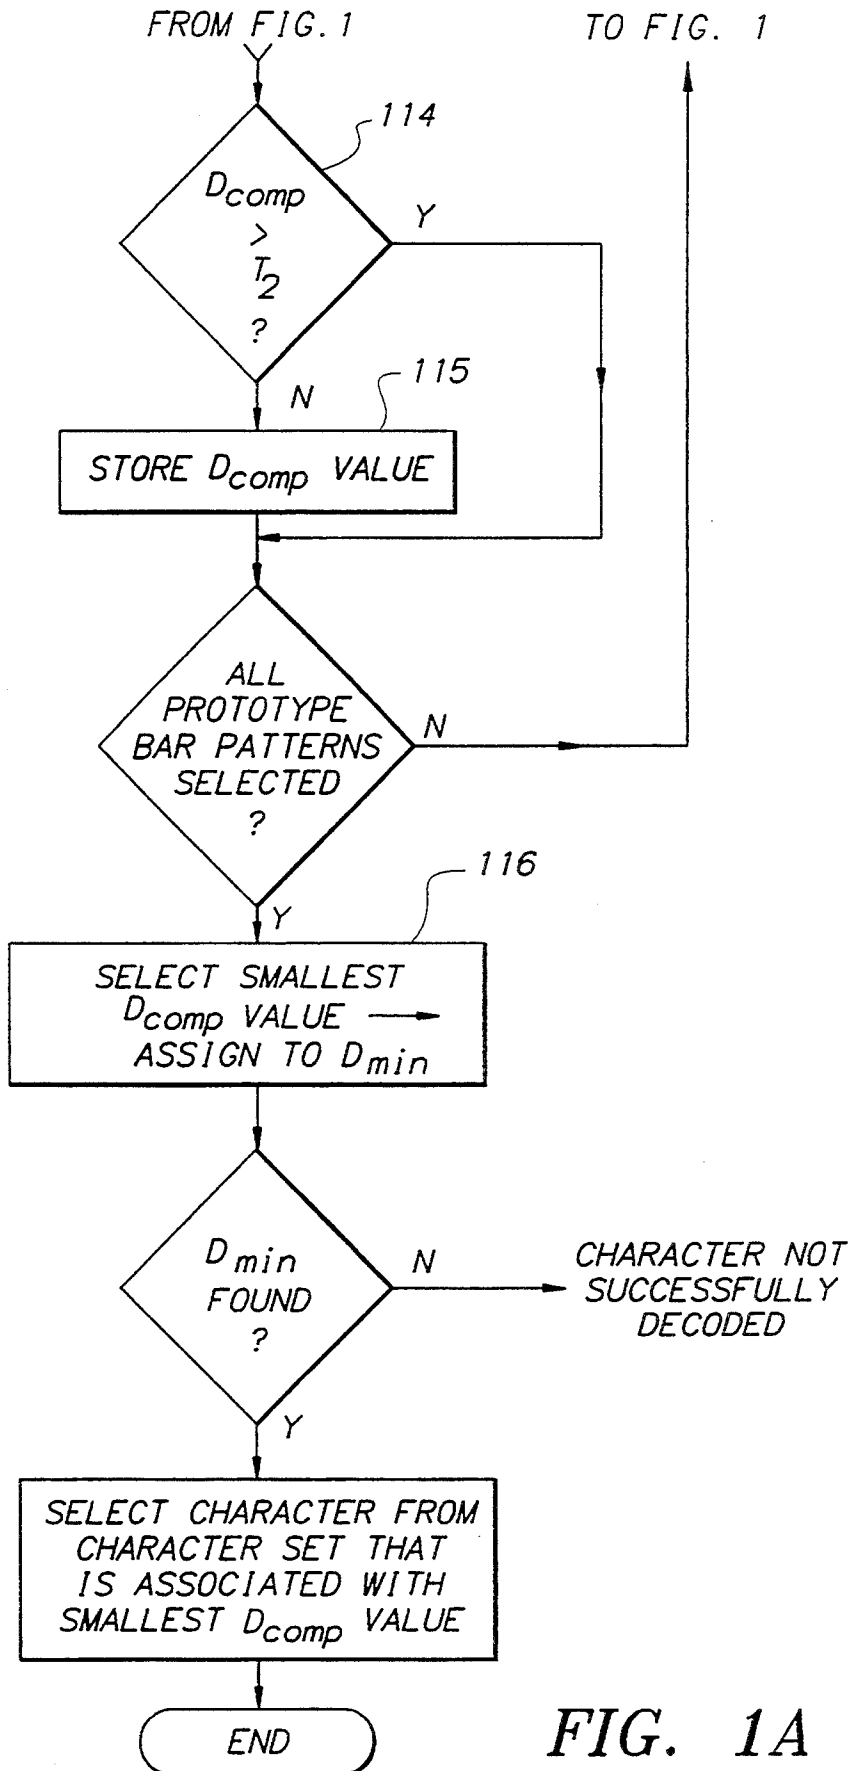 FROM FIG. 1
TO FIG. 1
114
Dcomp
>
T2
?
Y
N
115
STORE Dcomp VALUE
ALL
PROTOTYPE
BAR PATTERNS
SELECTED
?
N
Y
116
SELECT SMALLEST
Dcomp VALUE →
ASSIGN TO Dmin
Dmin
FOUND
?
N
CHARACTER NOT
SUCCESSFULLY
DECODED
Y
SELECT CHARACTER FROM
CHARACTER SET THAT
IS ASSOCIATED WITH
SMALLEST Dcomp VALUE
END
FIG. 1A